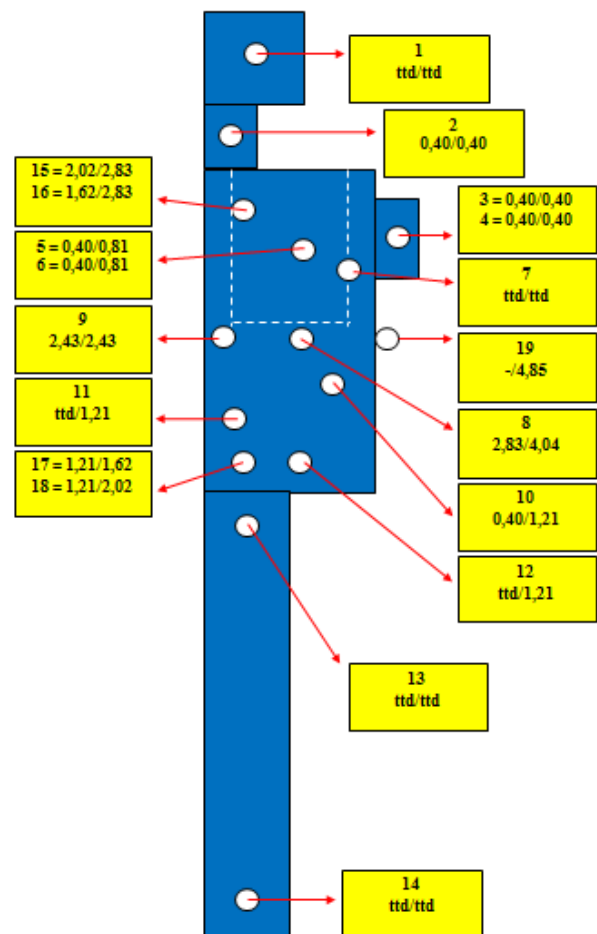 1
ttd/ttd
2
0,40/0,40
15 = 2,02/2,83
16 = 1,62/2,83
3 = 0,40/0,40
4 = 0,40/0,40
5 = 0,40/0,81
6 = 0,40/0,81
7
ttd/ttd
9
2,43/2,43
19
-/4,85
11
ttd/1,21
8
2,83/4,04
17 = 1,21/1,62
18 = 1,21/2,02
10
0,40/1,21
12
ttd/1,21
13
ttd/ttd
14
ttd/ttd